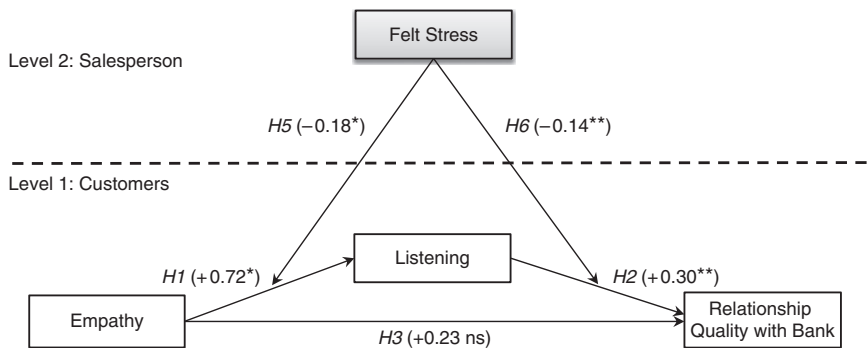 Felt Stress
Level 2: Salesperson
H5 (−0.18*)
H6 (−0.14**)
Level 1: Customers
Listening
H1 (+0.72*)
H2 (+0.30**)
Empathy
Relationship
Quality with Bank
H3 (+0.23 ns)